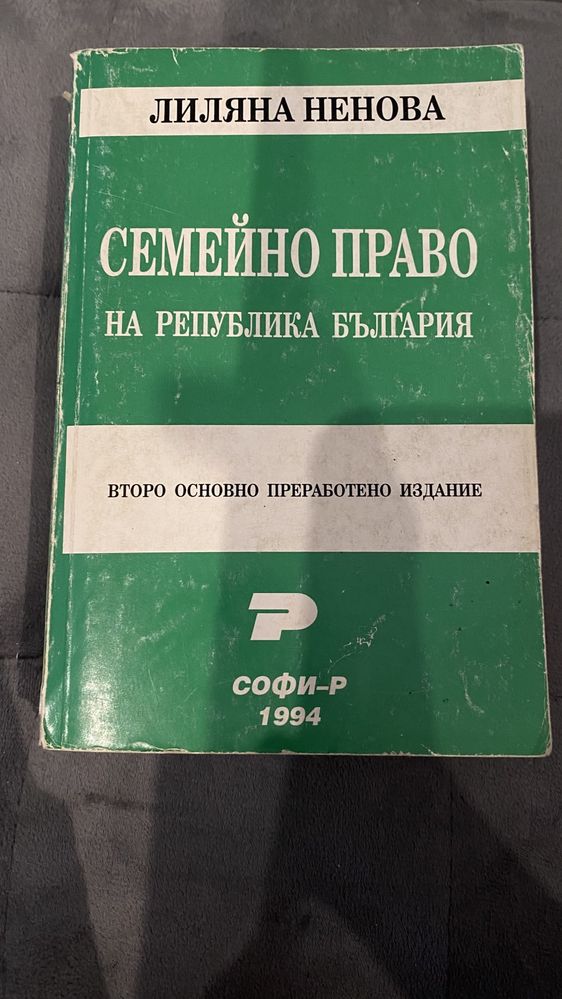 ЛИЛЯНА НЕНОВА
СЕМЕЙНО ПРАВО
НА РЕПУБЛИКА БЪЛГАРИЯ
ВТОРО ОСНОВНО ПРЕРАБОТЕНО ИЗДАНИЕ
Р
СОФИ–Р
1994